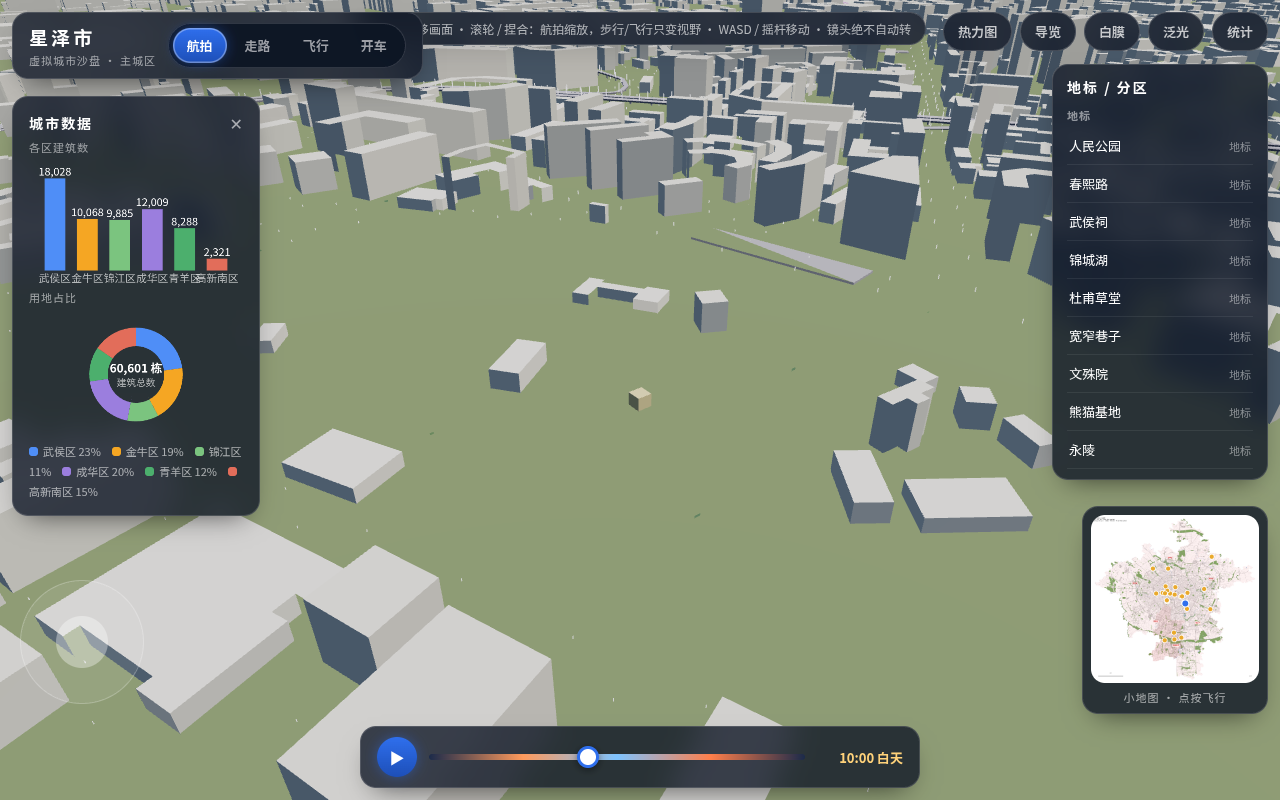 星泽市
虚拟城市沙盘 · 主城区
航拍 走路 飞行 开车
画面 · 滚轮 / 捏合：航拍缩放，步行/飞行只变视野 · WASD / 摇杆移动 · 镜头绝不自动转
热力图 导览 白膜 泛光 统计
城市数据 ✕
各区建筑数
18,028
10,068
9,885
12,009
8,288
2,321
武侯区 金牛区 锦江区 成华区 青羊区 高新南区
用地占比
60,601 栋
建筑总数
武侯区 23% 金牛区 19% 锦江区
11% 成华区 20% 青羊区 12%
高新南区 15%
地标 / 分区
地标
人民公园 地标
春熙路 地标
武侯祠 地标
锦城湖 地标
杜甫草堂 地标
宽窄巷子 地标
文殊院 地标
熊猫基地 地标
永陵 地标
小地图 · 点按飞行
10:00 白天